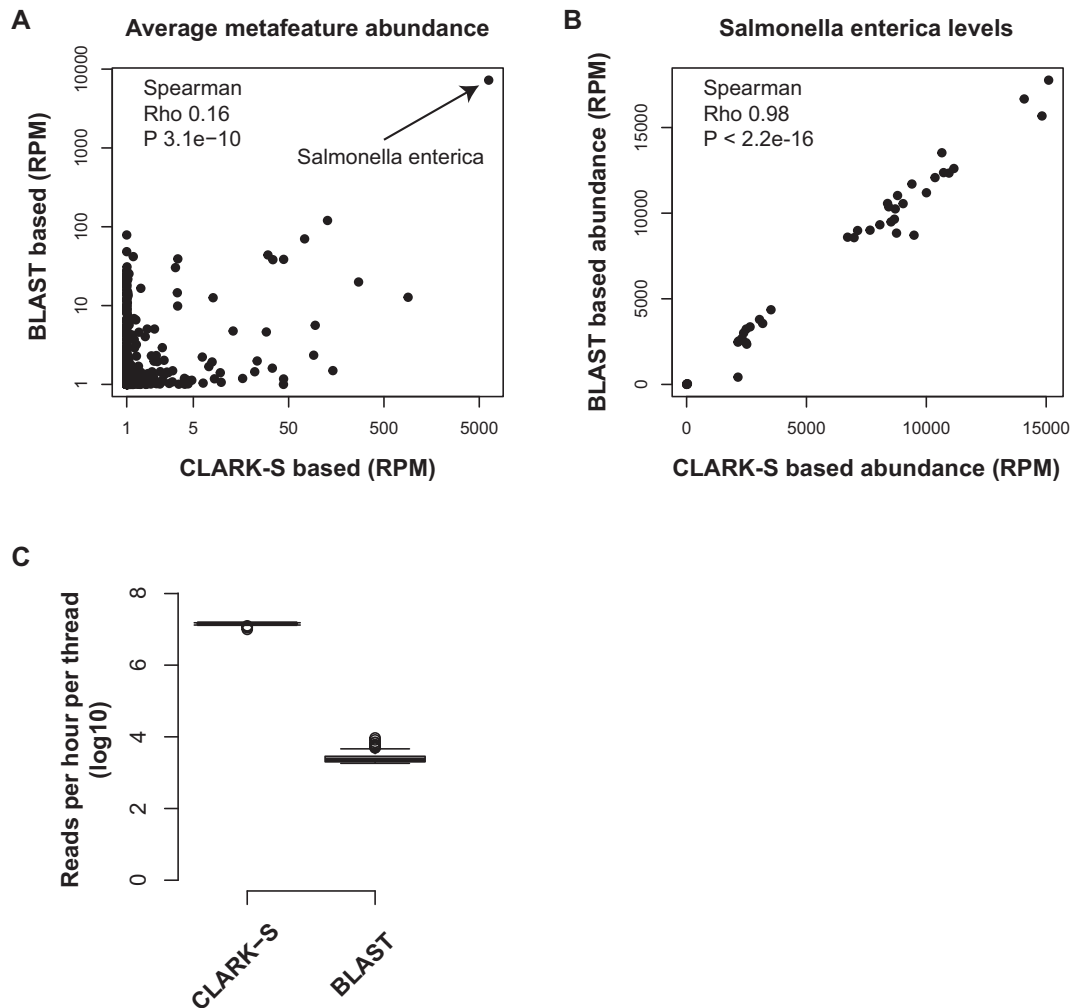 A
Average metafeature abundance
BLAST based (RPM)
10000
1000
100
10
1
Spearman
Rho 0.16
P 3.1e−10
Salmonella enterica
1
5
50
500
5000
CLARK-S based (RPM)
B
Salmonella enterica levels
BLAST based abundance (RPM)
15000
10000
5000
0
Spearman
Rho 0.98
P < 2.2e-16
0
5000
10000
15000
CLARK-S based abundance (RPM)
C
Reads per hour per thread
(log10)
8
6
4
2
0
CLARK−S
BLAST